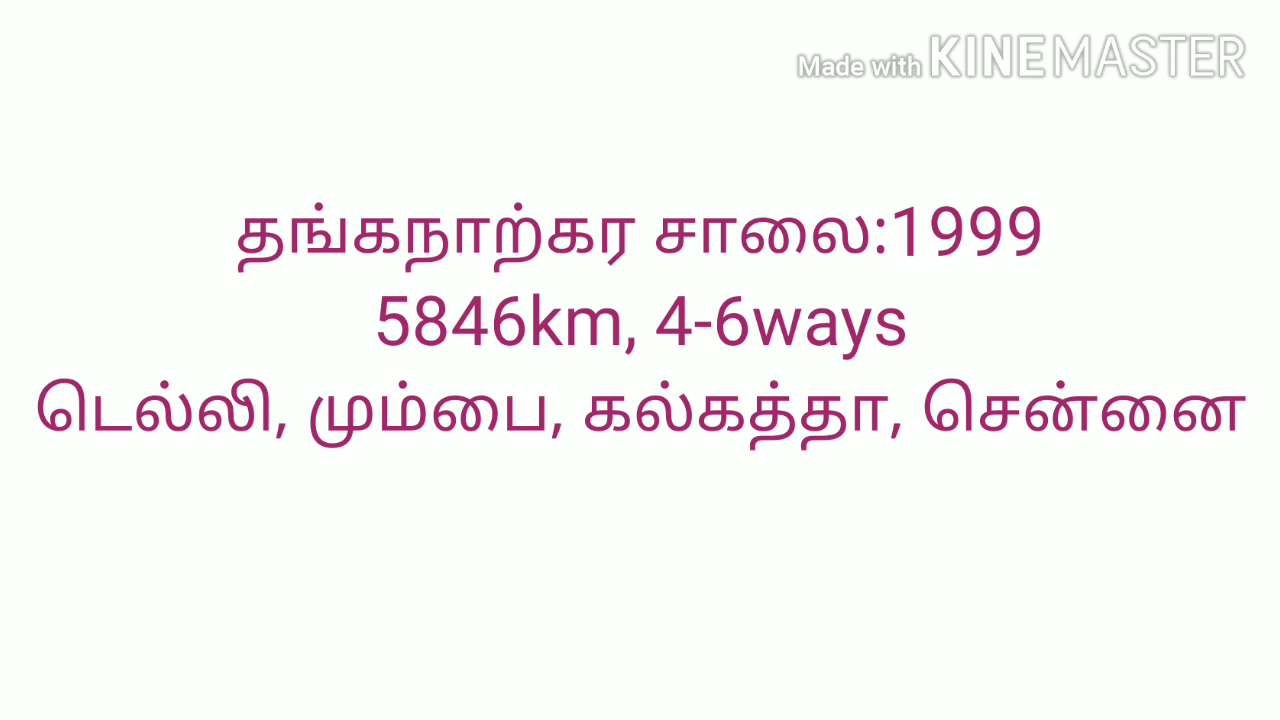 Made with KINEMASTER
தங்கநாற்கர சாலை:1999
5846km, 4-6ways
டெல்லி, மும்பை, கல்கத்தா, சென்னை